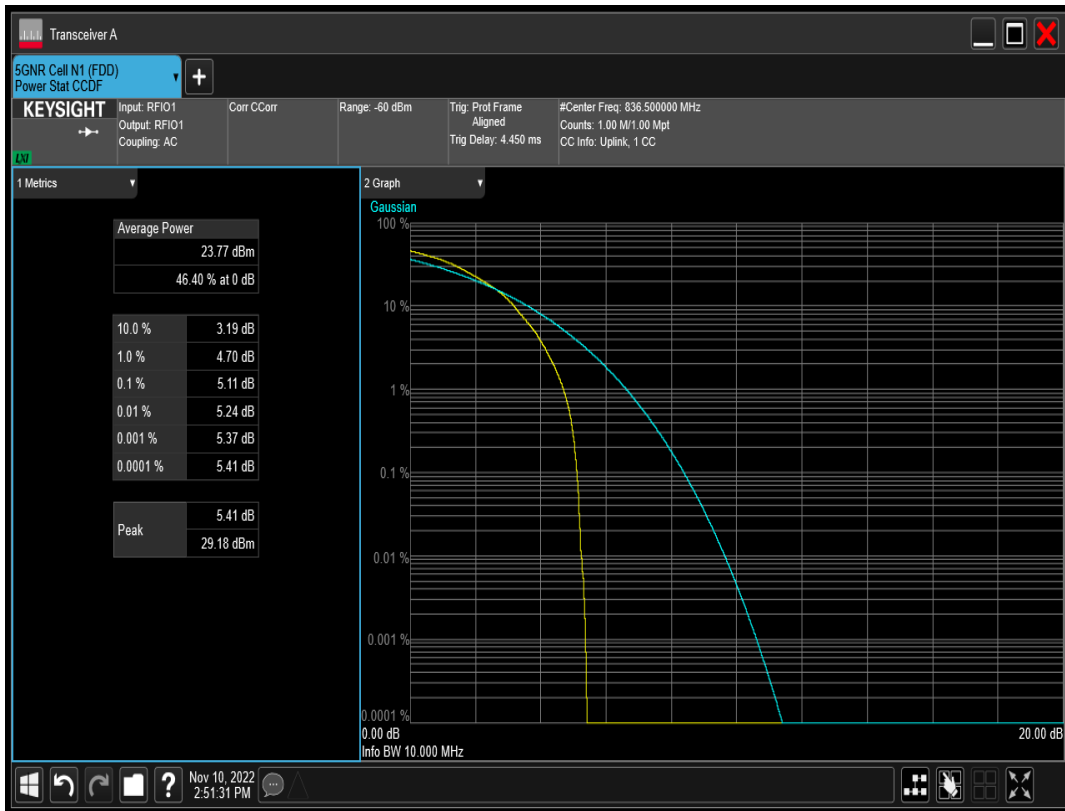 Transceiver A
5GNR Cell N1 (FDD)
Power Stat CCDF
+
KEYSIGHT
LXI
Input: RFIO1
Output: RFIO1
Coupling: AC
Corr CCorr
Range: -60 dBm
Trig: Prot Frame
Aligned
Trig Delay: 4.450 ms
#Center Freq: 836.500000 MHz
Counts: 1.00 M/1.00 Mpt
CC Info: Uplink, 1 CC
1 Metrics
Average Power
23.77 dBm
46.40 % at 0 dB
10.0 % 3.19 dB
1.0 % 4.70 dB
0.1 % 5.11 dB
0.01 % 5.24 dB
0.001 % 5.37 dB
0.0001 % 5.41 dB
Peak
5.41 dB
29.18 dBm
2 Graph
Gaussian
100 %
10 %
1 %
0.1 %
0.01 %
0.001 %
0.0001 %
0.00 dB 20.00 dB
Info BW 10.000 MHz
?
Nov 10, 2022
2:51:31 PM